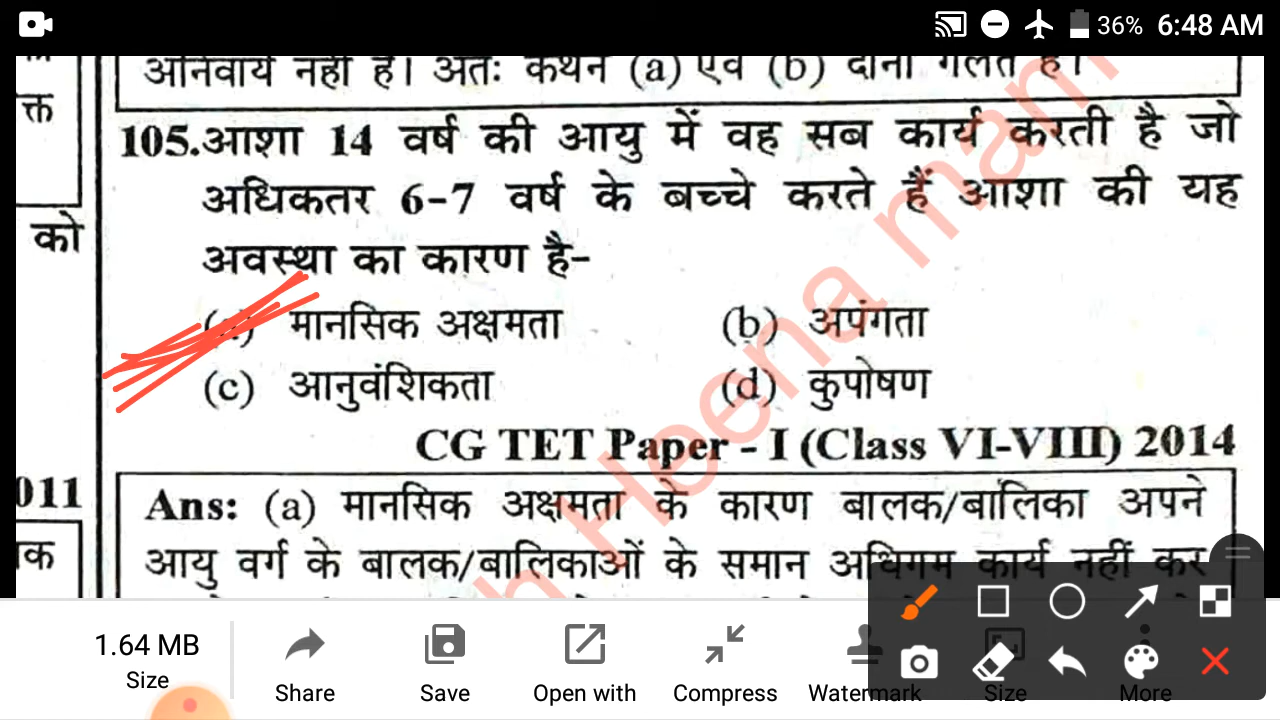 36% 6:48 AM
अनिवार्य नहीं है। अतः कथन (a) एवं (b) दोनों गलत है।
क्त
105.आशा 14 वर्ष की आयु में वह सब कार्य करती है जो
अधिकतर 6-7 वर्ष के बच्चे करते हैं आशा की यह
को
अवस्था का कारण है-
(a) मानसिक अक्षमता (b) अपंगता
(c) आनुवंशिकता (d) कुपोषण
CG TET Paper - I (Class VI-VIII) 2014
011
Ans: (a) मानसिक अक्षमता के कारण बालक/बालिका अपने
आयु वर्ग के बालक/बालिकाओं के समान अधिगम कार्य नहीं कर
Heena mam
1.64 MB
Size
Share Save Open with Compress Watermark Size More